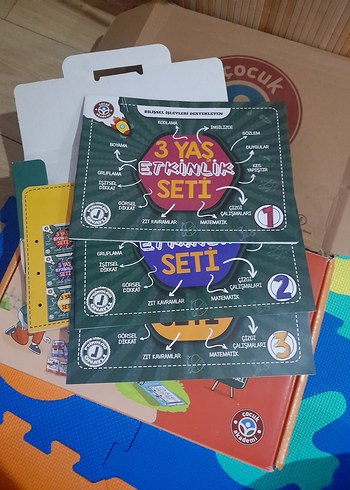 çocuk
BİLİŞSEL İŞLEVLERİ DESTEKLEYEN
KODLAMA
İNGİLİZCE
BOYAMA
GÖZLEM
3 YAŞ
ETKİNLİK
SETİ
DUYGULAR
GRUPLAMA
KES
YAPIŞTIR
İŞİTSEL
DİKKAT
GÖRSEL
DİKKAT
ZIT KAVRAMLAR
MATEMATİK
ÇİZGİ
ÇALIŞMALARI
1
GRUPLAMA
SETİ
İŞİTSEL
DİKKAT
GÖRSEL
DİKKAT
ZIT KAVRAMLAR
MATEMATİK
ÇİZGİ
ÇALIŞMALARI
2
GÖRSEL
DİKKAT
ZIT KAVRAMLAR
MATEMATİK
ÇİZGİ
ÇALIŞMALARI
3
çocuk
akademi